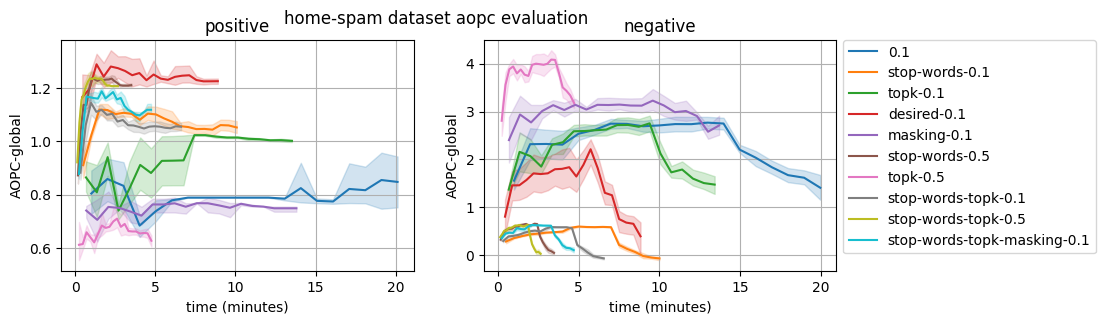 home-spam dataset aopc evaluation
positive
negative
AOPC-global
1.2
1.0
0.8
0.6
0
5
10
15
20
time (minutes)
AOPC-global
4
3
2
1
0
0
5
10
15
20
time (minutes)
0.1
stop-words-0.1
topk-0.1
desired-0.1
masking-0.1
stop-words-0.5
topk-0.5
stop-words-topk-0.1
stop-words-topk-0.5
stop-words-topk-masking-0.1